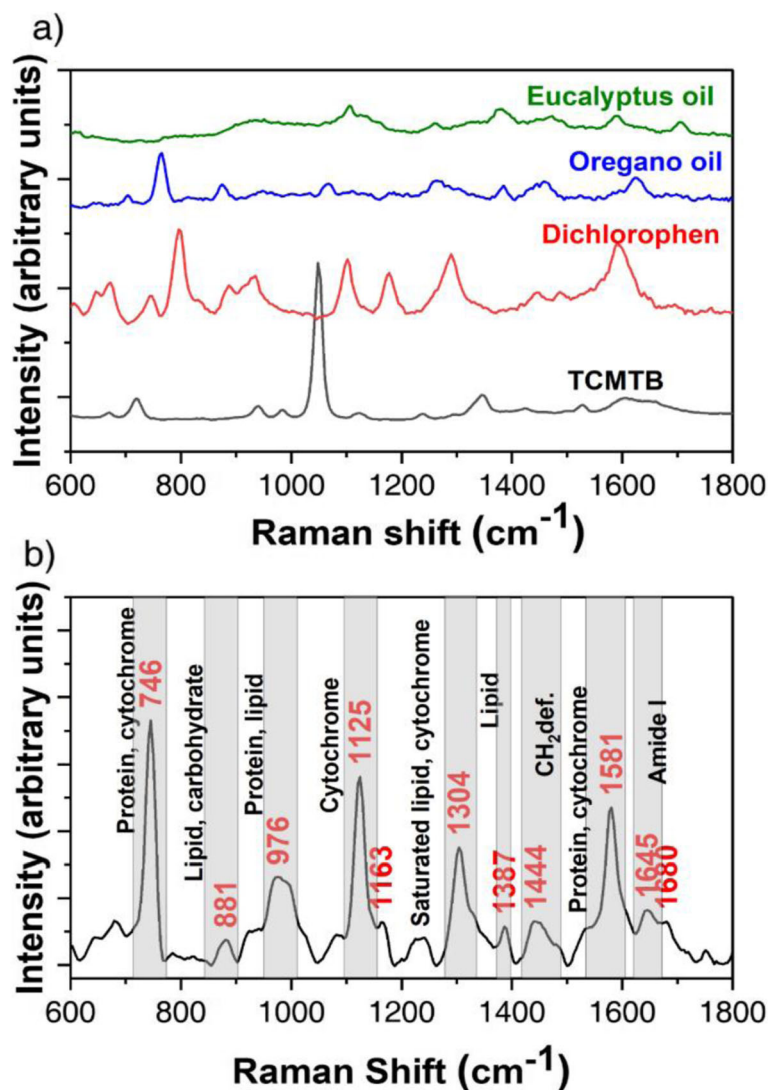 a)
Intensity (arbitrary units)
Eucalyptus oil
Oregano oil
Dichlorophen
TCMTB
600 800 1000 1200 1400 1600 1800
Raman shift (cm⁻¹)
b)
Intensity (arbitrary units)
Protein, cytochrome
746
Lipid, carbohydrate
881
Protein, lipid
976
Cytochrome
1125
1163
Saturated lipid, cytochrome
1304
Lipid
1387
CH₂def.
1444
Protein, cytochrome
1581
Amide I
1645
1680
600 800 1000 1200 1400 1600 1800
Raman Shift (cm⁻¹)